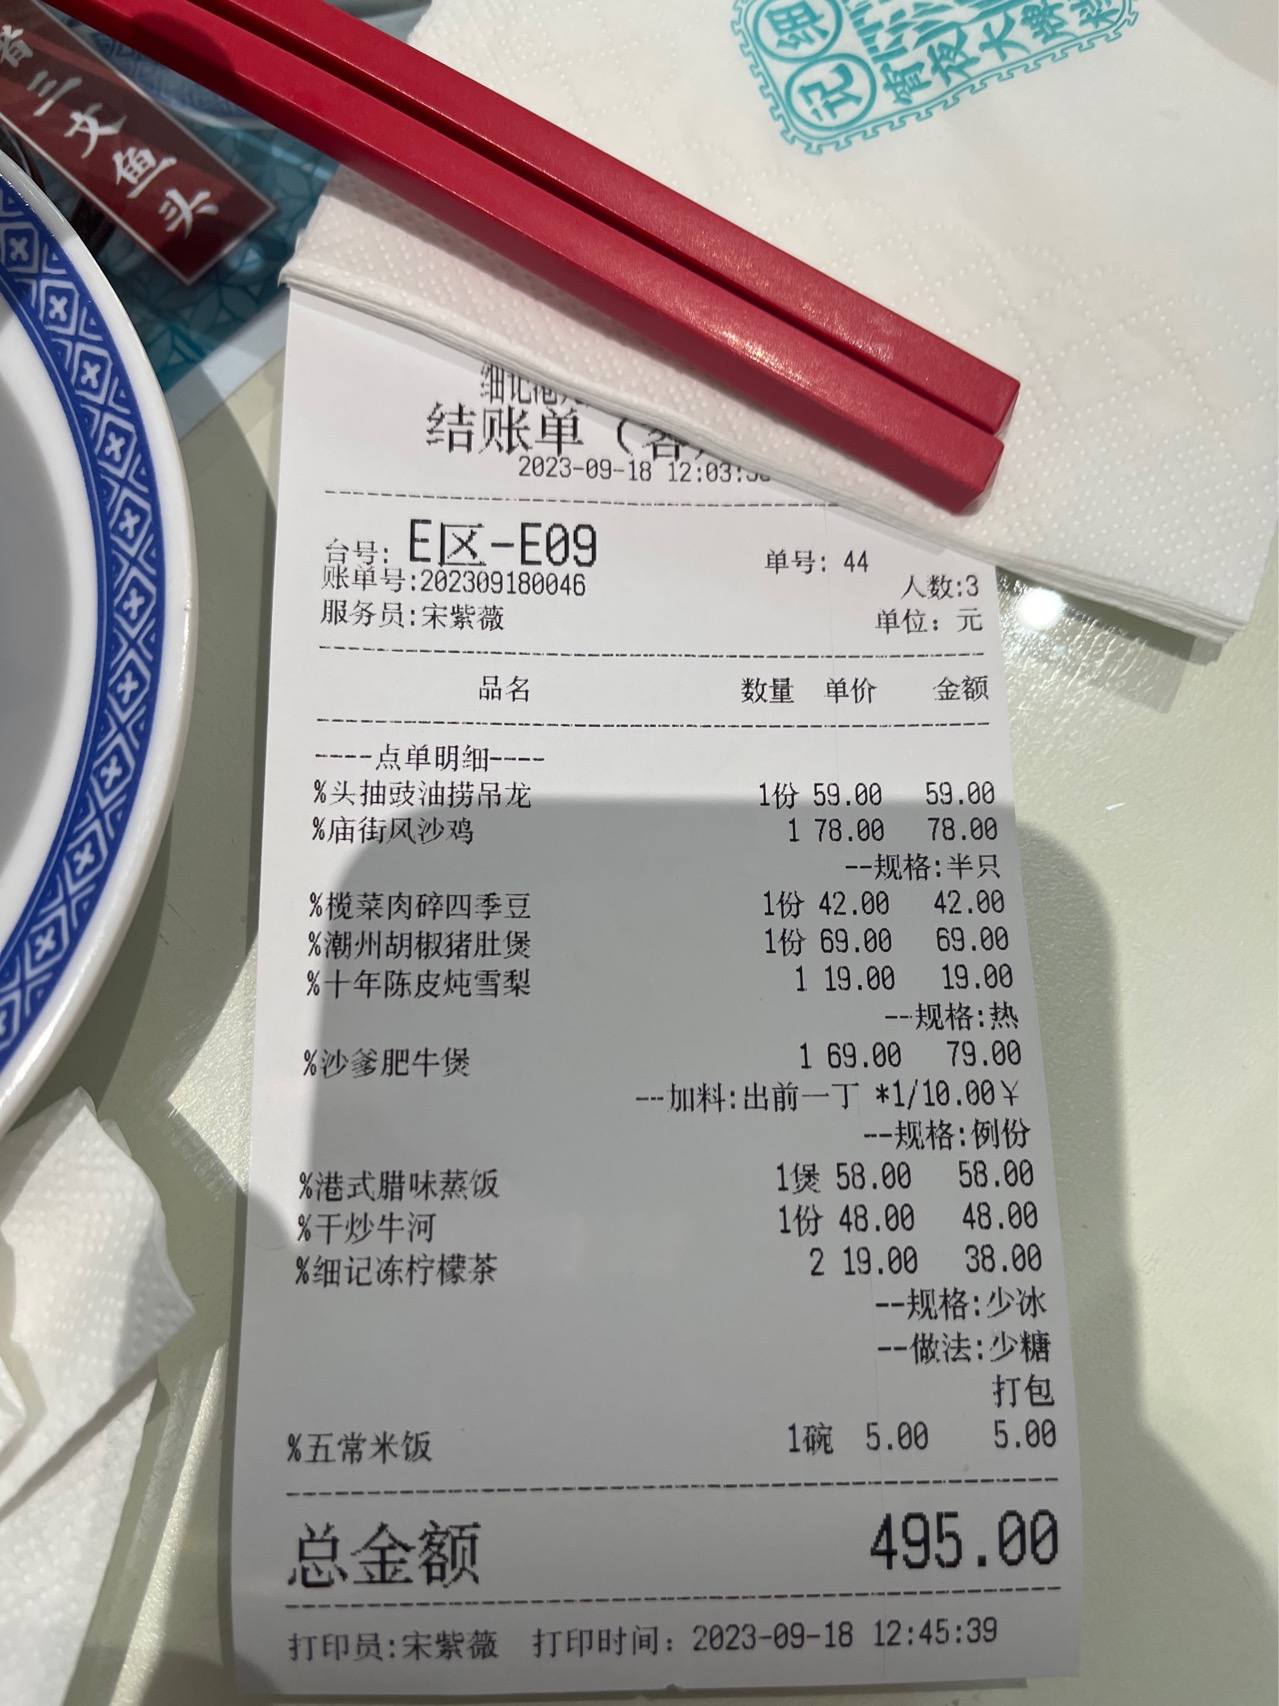 三文鱼头
细记
宵夜大牌档
细记港
结账单(客
2023-09-18 12:03:
台号: E区-E09
单号: 44
账单号:202309180046
人数:3
服务员:宋紫薇
单位: 元
品名 数量 单价 金额
----点单明细----
%头抽豉油捞吊龙 1份 59.00 59.00
%庙街风沙鸡 1 78.00 78.00
--规格:半只
%榄菜肉碎四季豆 1份 42.00 42.00
%潮州胡椒猪肚煲 1份 69.00 69.00
%十年陈皮炖雪梨 1 19.00 19.00
--规格:热
%沙爹肥牛煲 1 69.00 79.00
---加料:出前一丁 *1/10.00¥
--规格:例份
%港式腊味蒸饭 1煲 58.00 58.00
%干炒牛河 1份 48.00 48.00
%细记冻柠檬茶 2 19.00 38.00
--规格:少冰
--做法:少糖
打包
%五常米饭 1碗 5.00 5.00
总金额 495.00
打印员:宋紫薇 打印时间: 2023-09-18 12:45:39